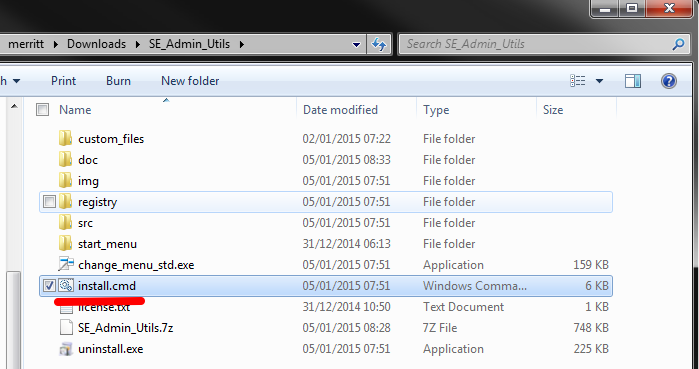 merritt Downloads SE_Admin_Utils Search SE_Admin_Utils
h Print Burn New folder
Name Date modified Type Size
custom_files 02/01/2015 07:22 File folder
doc 05/01/2015 08:33 File folder
img 05/01/2015 07:51 File folder
registry 05/01/2015 07:51 File folder
src 05/01/2015 07:51 File folder
start_menu 31/12/2014 06:13 File folder
change_menu_std.exe 05/01/2015 07:51 Application 159 KB
install.cmd 05/01/2015 07:51 Windows Comma... 6 KB
license.txt 31/12/2014 10:50 Text Document 1 KB
SE_Admin_Utils.7z 05/01/2015 08:28 7Z File 748 KB
uninstall.exe 05/01/2015 07:51 Application 225 KB